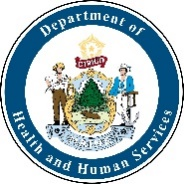 Department of
Health and Human Services